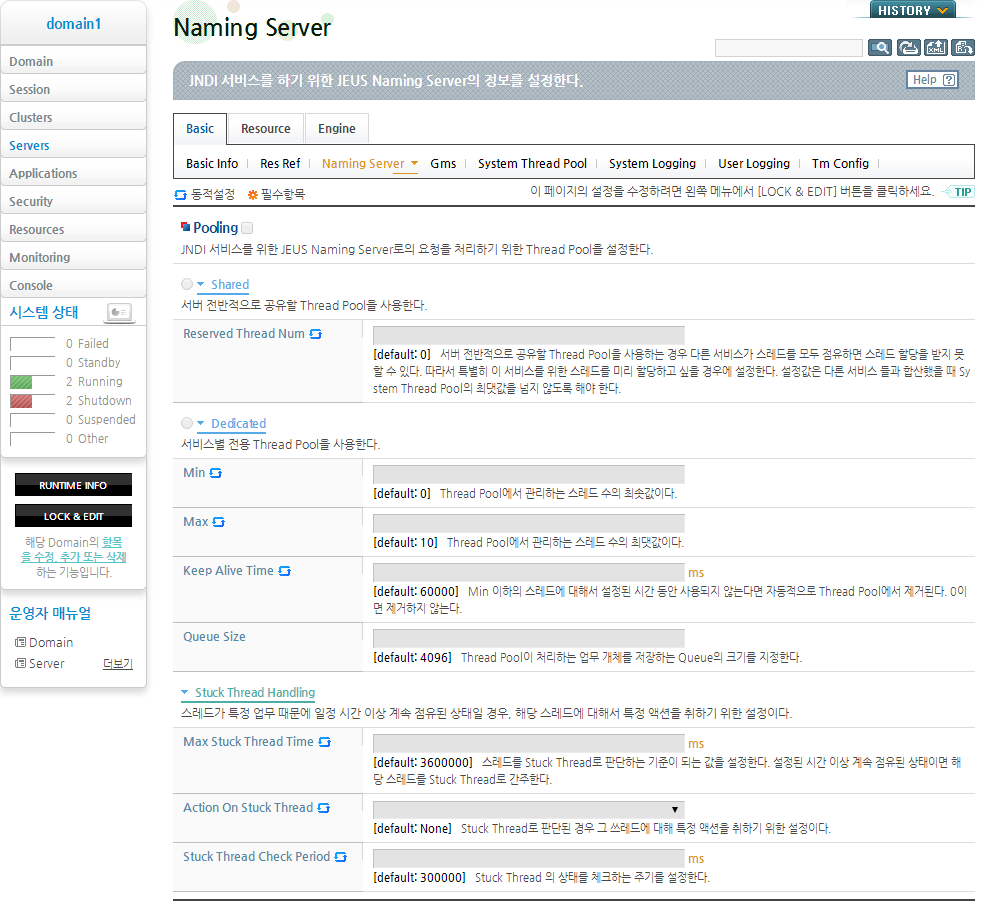 domain1
Domain
Session
Clusters
Servers
Applications
Security
Resources
Monitoring
Console
시스템 상태
0 Failed
0 Standby
2 Running
2 Shutdown
0 Suspended
0 Other
RUNTIME INFO
LOCK & EDIT
해당 Domain의 항목
을 수정, 추가 또는 삭제
하는 기능입니다.
운영자 매뉴얼
Domain
Server 더보기
HISTORY
Naming Server
JNDI 서비스를 하기 위한 JEUS Naming Server의 정보를 설정한다.
Help ?
Basic Resource Engine
Basic Info Res Ref Naming Server Gms System Thread Pool System Logging User Logging Tm Config
동적설정 필수항목 이 페이지의 설정을 수정하려면 왼쪽 메뉴에서 [LOCK & EDIT] 버튼을 클릭하세요. TIP
Pooling
JNDI 서비스를 위한 JEUS Naming Server로의 요청을 처리하기 위한 Thread Pool을 설정한다.
Shared
서버 전반적으로 공유할 Thread Pool을 사용한다.
Reserved Thread Num
[default: 0] 서버 전반적으로 공유할 Thread Pool을 사용하는 경우 다른 서비스가 스레드를 모두 점유하면 스레드 할당을 받지 못
할 수 있다. 따라서 특별히 이 서비스를 위한 스레드를 미리 할당하고 싶을 경우에 설정한다. 설정값은 다른 서비스 들과 합산했을 때 Sy
stem Thread Pool의 최댓값을 넘지 않도록 해야 한다.
Dedicated
서비스별 전용 Thread Pool을 사용한다.
Min
[default: 0] Thread Pool에서 관리하는 스레드 수의 최솟값이다.
Max
[default: 10] Thread Pool에서 관리하는 스레드 수의 최댓값이다.
Keep Alive Time ms
[default: 60000] Min 이하의 스레드에 대해서 설정된 시간 동안 사용되지 않는다면 자동적으로 Thread Pool에서 제거된다. 0이
면 제거하지 않는다.
Queue Size
[default: 4096] Thread Pool이 처리하는 업무 개체를 저장하는 Queue의 크기를 지정한다.
Stuck Thread Handling
스레드가 특정 업무 때문에 일정 시간 이상 계속 점유된 상태일 경우, 해당 스레드에 대해서 특정 액션을 취하기 위한 설정이다.
Max Stuck Thread Time ms
[default: 3600000] 스레드를 Stuck Thread로 판단하는 기준이 되는 값을 설정한다. 설정된 시간 이상 계속 점유된 상태이면 해
당 스레드를 Stuck Thread로 간주한다.
Action On Stuck Thread
[default: None] Stuck Thread로 판단된 경우 그 쓰레드에 대해 특정 액션을 취하기 위한 설정이다.
Stuck Thread Check Period ms
[default: 300000] Stuck Thread 의 상태를 체크하는 주기를 설정한다.